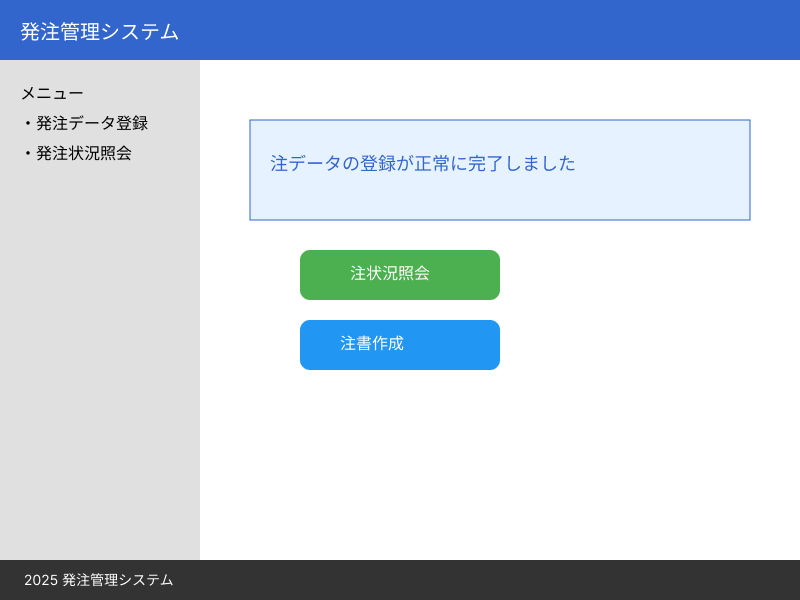 発注管理システム
メニュー
・発注データ登録
・発注状況照会
注データの登録が正常に完了しました
注状況照会
注書作成
2025 発注管理システム